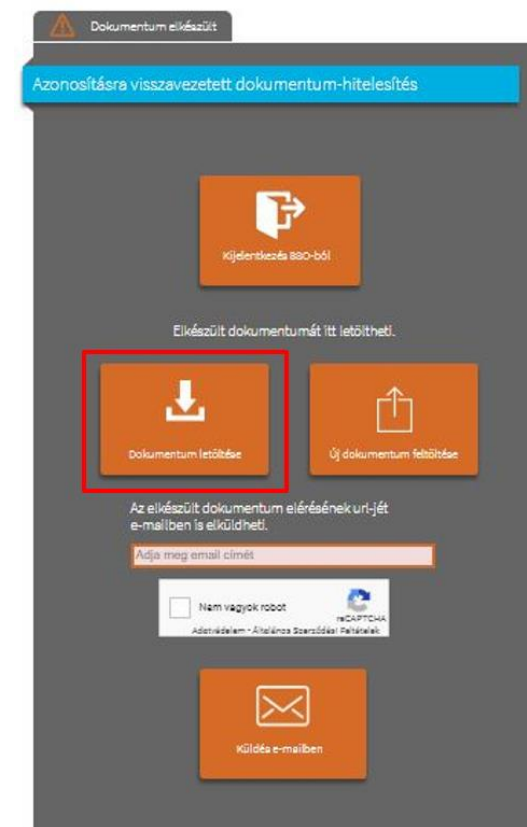 Dokumentum elkészült
Azonosításra visszavezetett dokumentum-hitelesítés
Kijelentkezés SSO-ból
Elkészült dokumentumát itt letöltheti.
Dokumentum letöltése
Új dokumentum feltöltése
Az elkészült dokumentum elérésének url-jét
e-mailben is elküldheti.
Adja meg email címét
Nem vagyok robot
reCAPTCHA
Adatvédelem - Általános Szerződési Feltételek
Küldés e-mailben